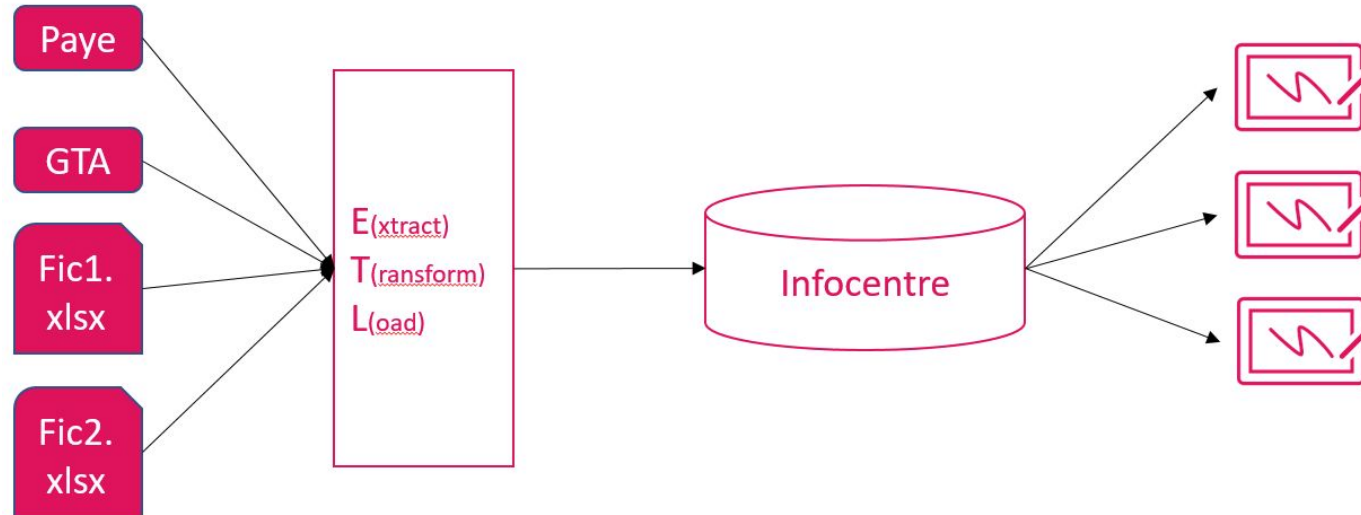 Paye
GTA
Fic1.
xlsx
Fic2.
xlsx
E(xtract)
T(ransform)
L(oad)
Infocentre